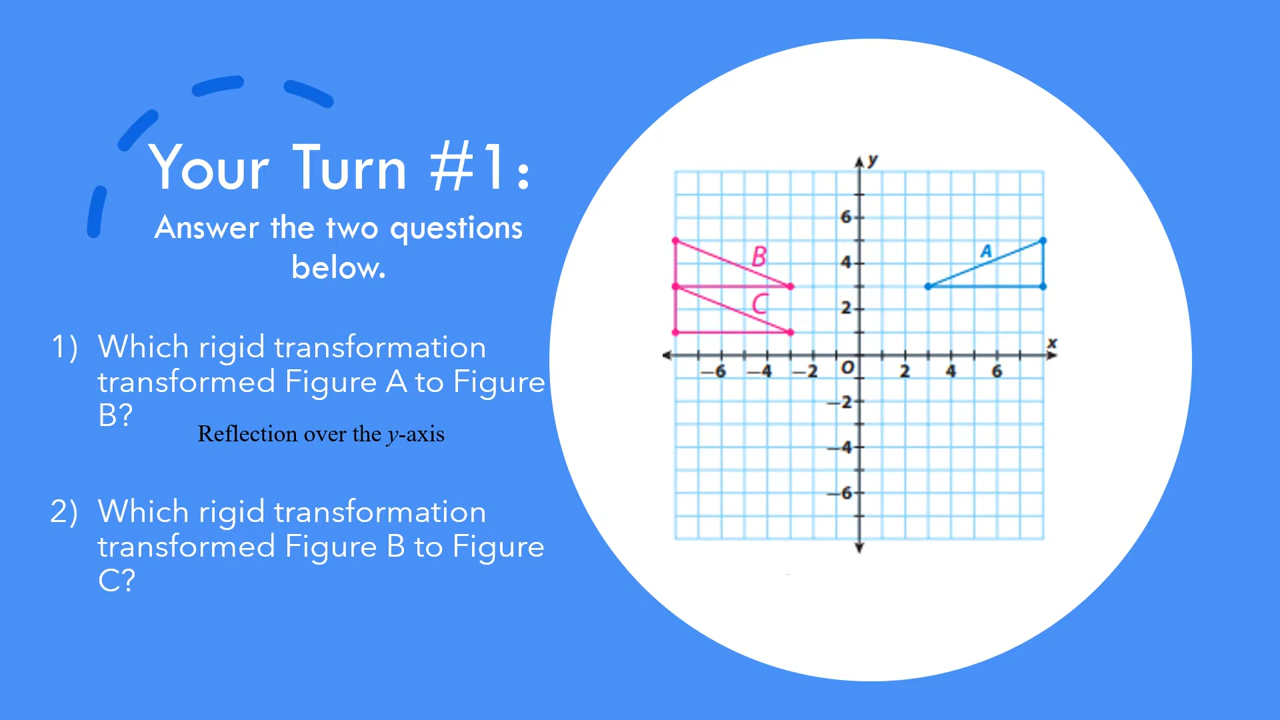 Your Turn #1:
Answer the two questions
below.
1) Which rigid transformation
transformed Figure A to Figure
B?
Reflection over the y-axis
2) Which rigid transformation
transformed Figure B to Figure
C?
y
6
B
A
4
C
2
x
−6 −4 −2 O 2 4 6
−2
−4
−6